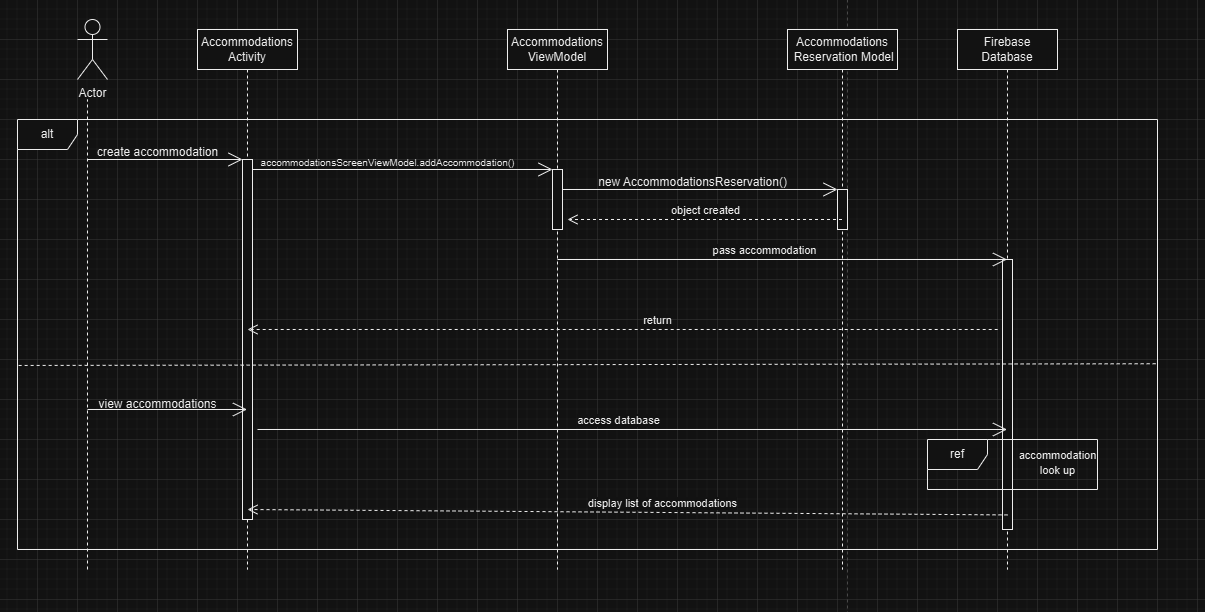 Actor
Accommodations
Activity
Accommodations
ViewModel
Accommodations
Reservation Model
Firebase
Database
alt
create accommodation
accommodationsScreenViewModel.addAccommodation()
new AccommodationsReservation()
object created
pass accommodation
return
view accommodations
access database
ref
accommodation
look up
display list of accommodations